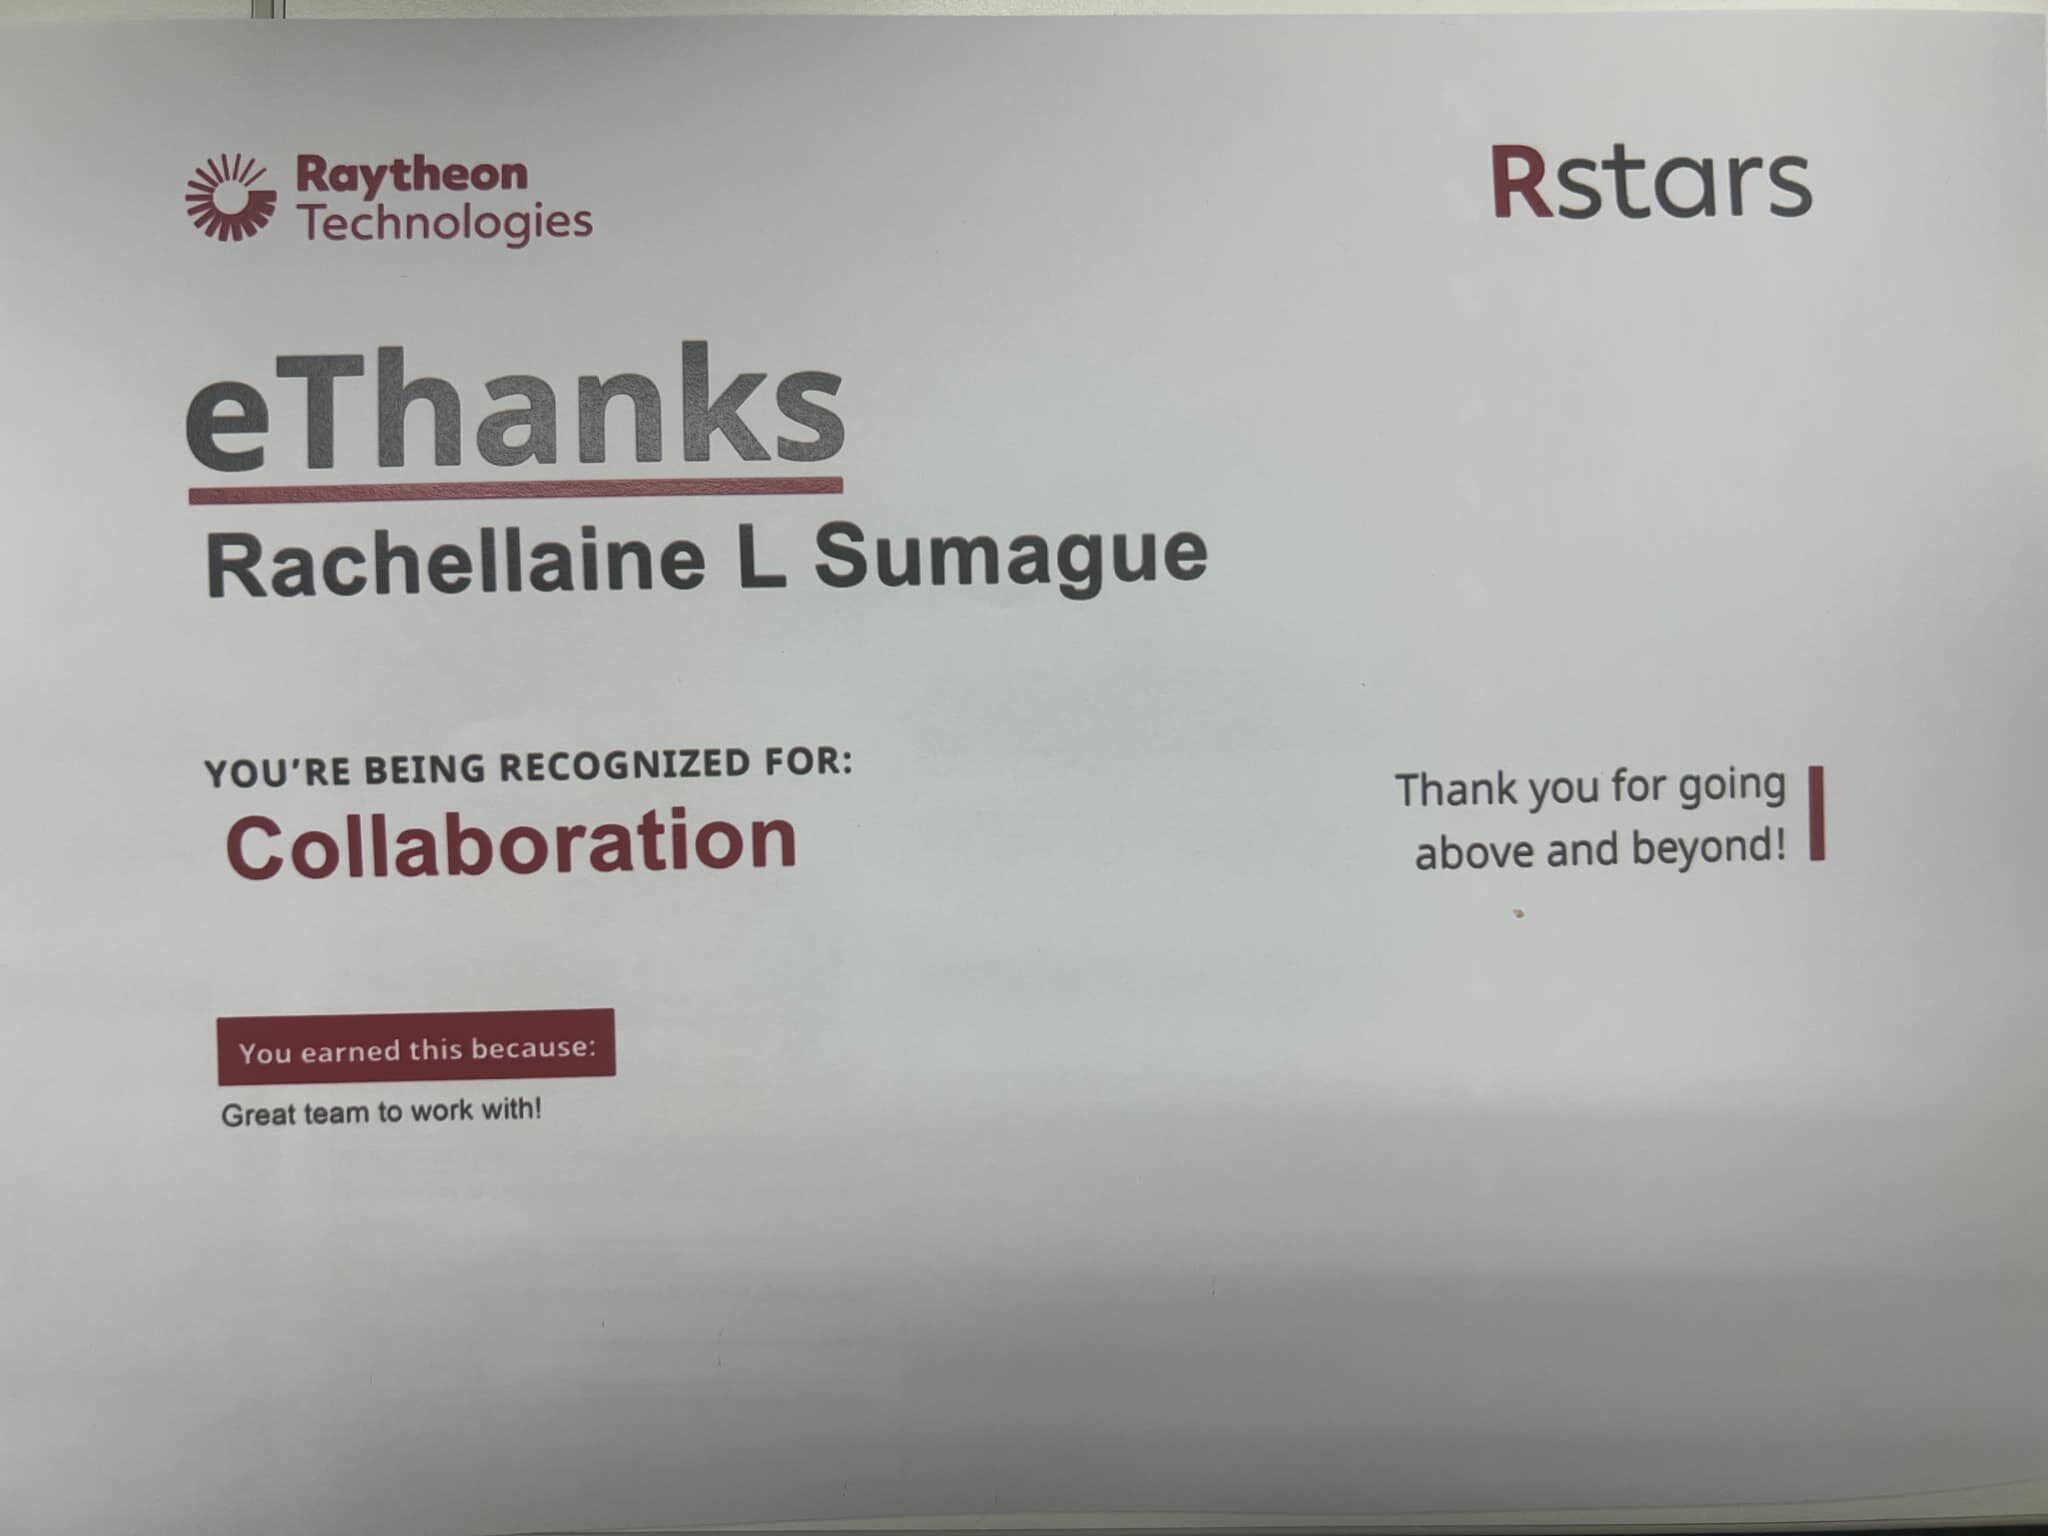 Raytheon
Technologies
Rstars
eThanks
Rachellaine L Sumague
YOU'RE BEING RECOGNIZED FOR:
Collaboration
Thank you for going
above and beyond!
You earned this because:
Great team to work with!